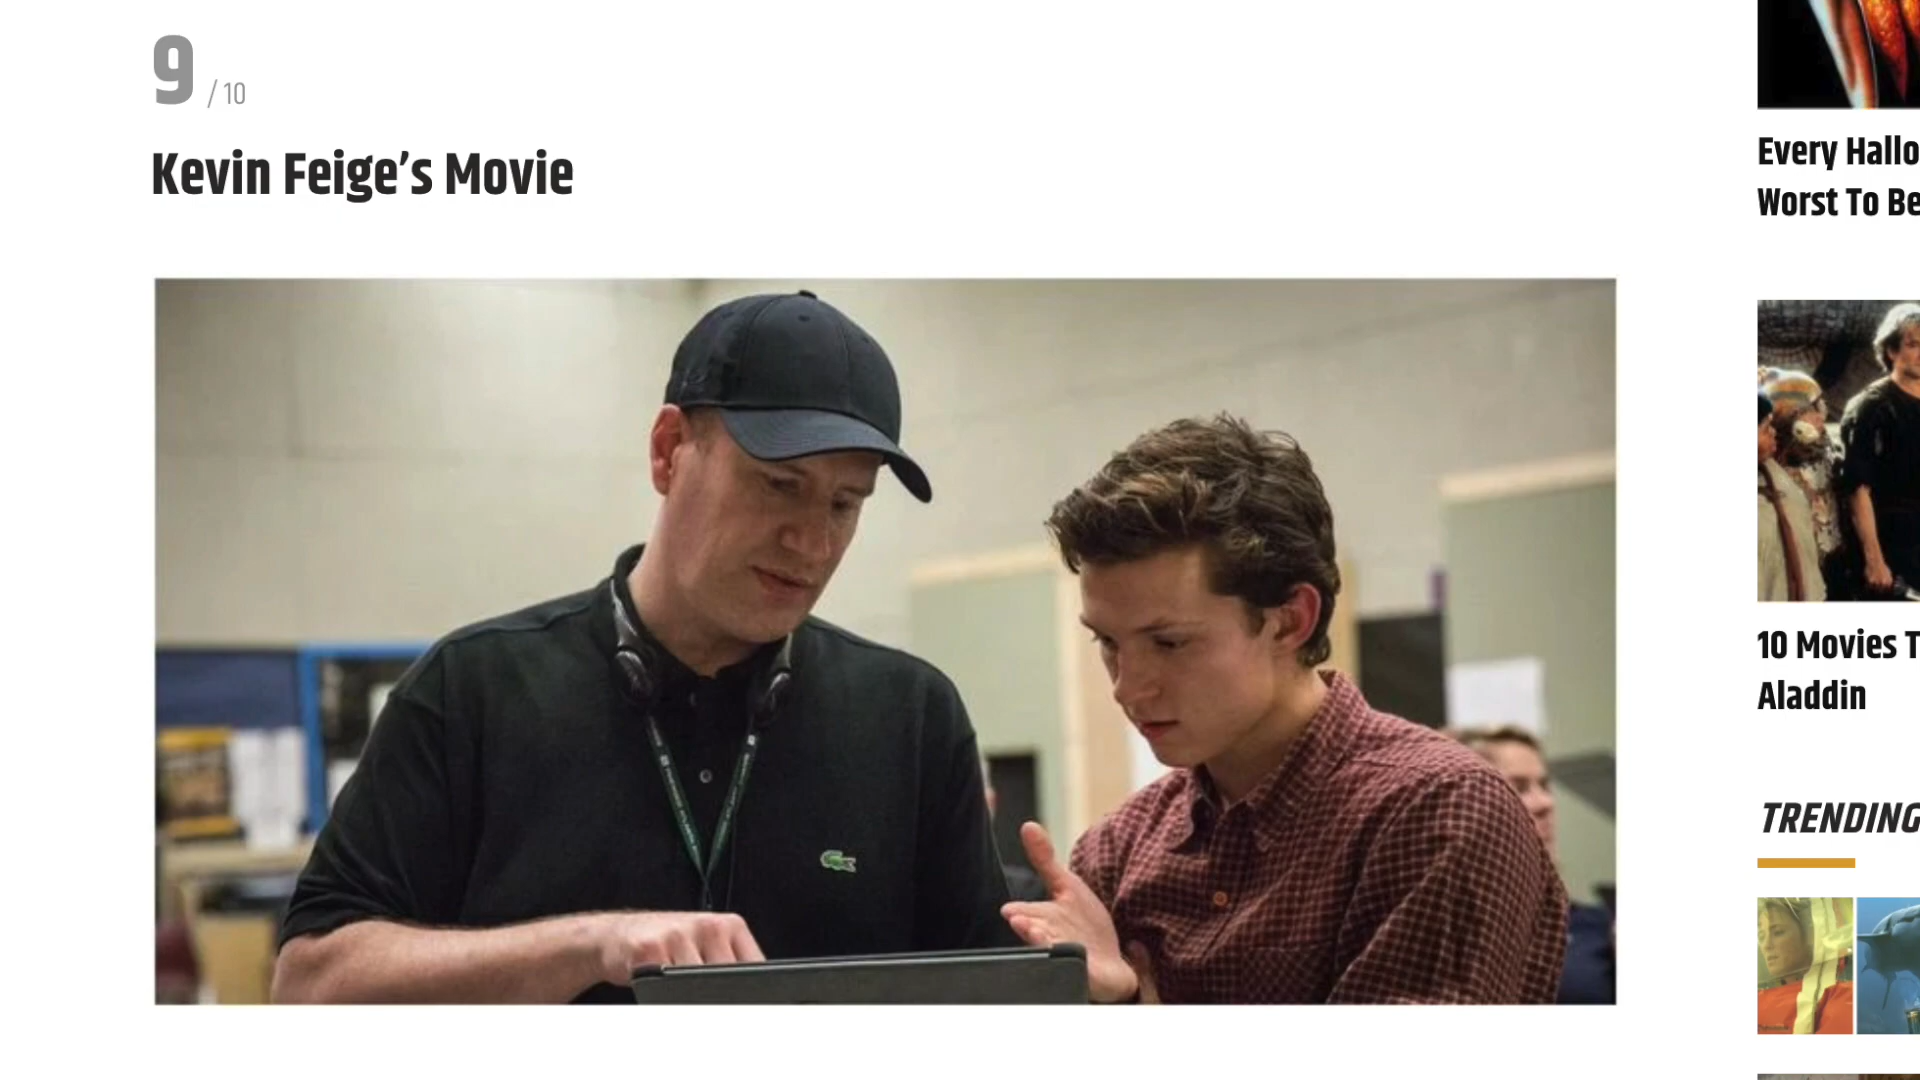 9 / 10
Kevin Feige’s Movie
Every Hallo
Worst To Be
10 Movies T
Aladdin
TRENDING